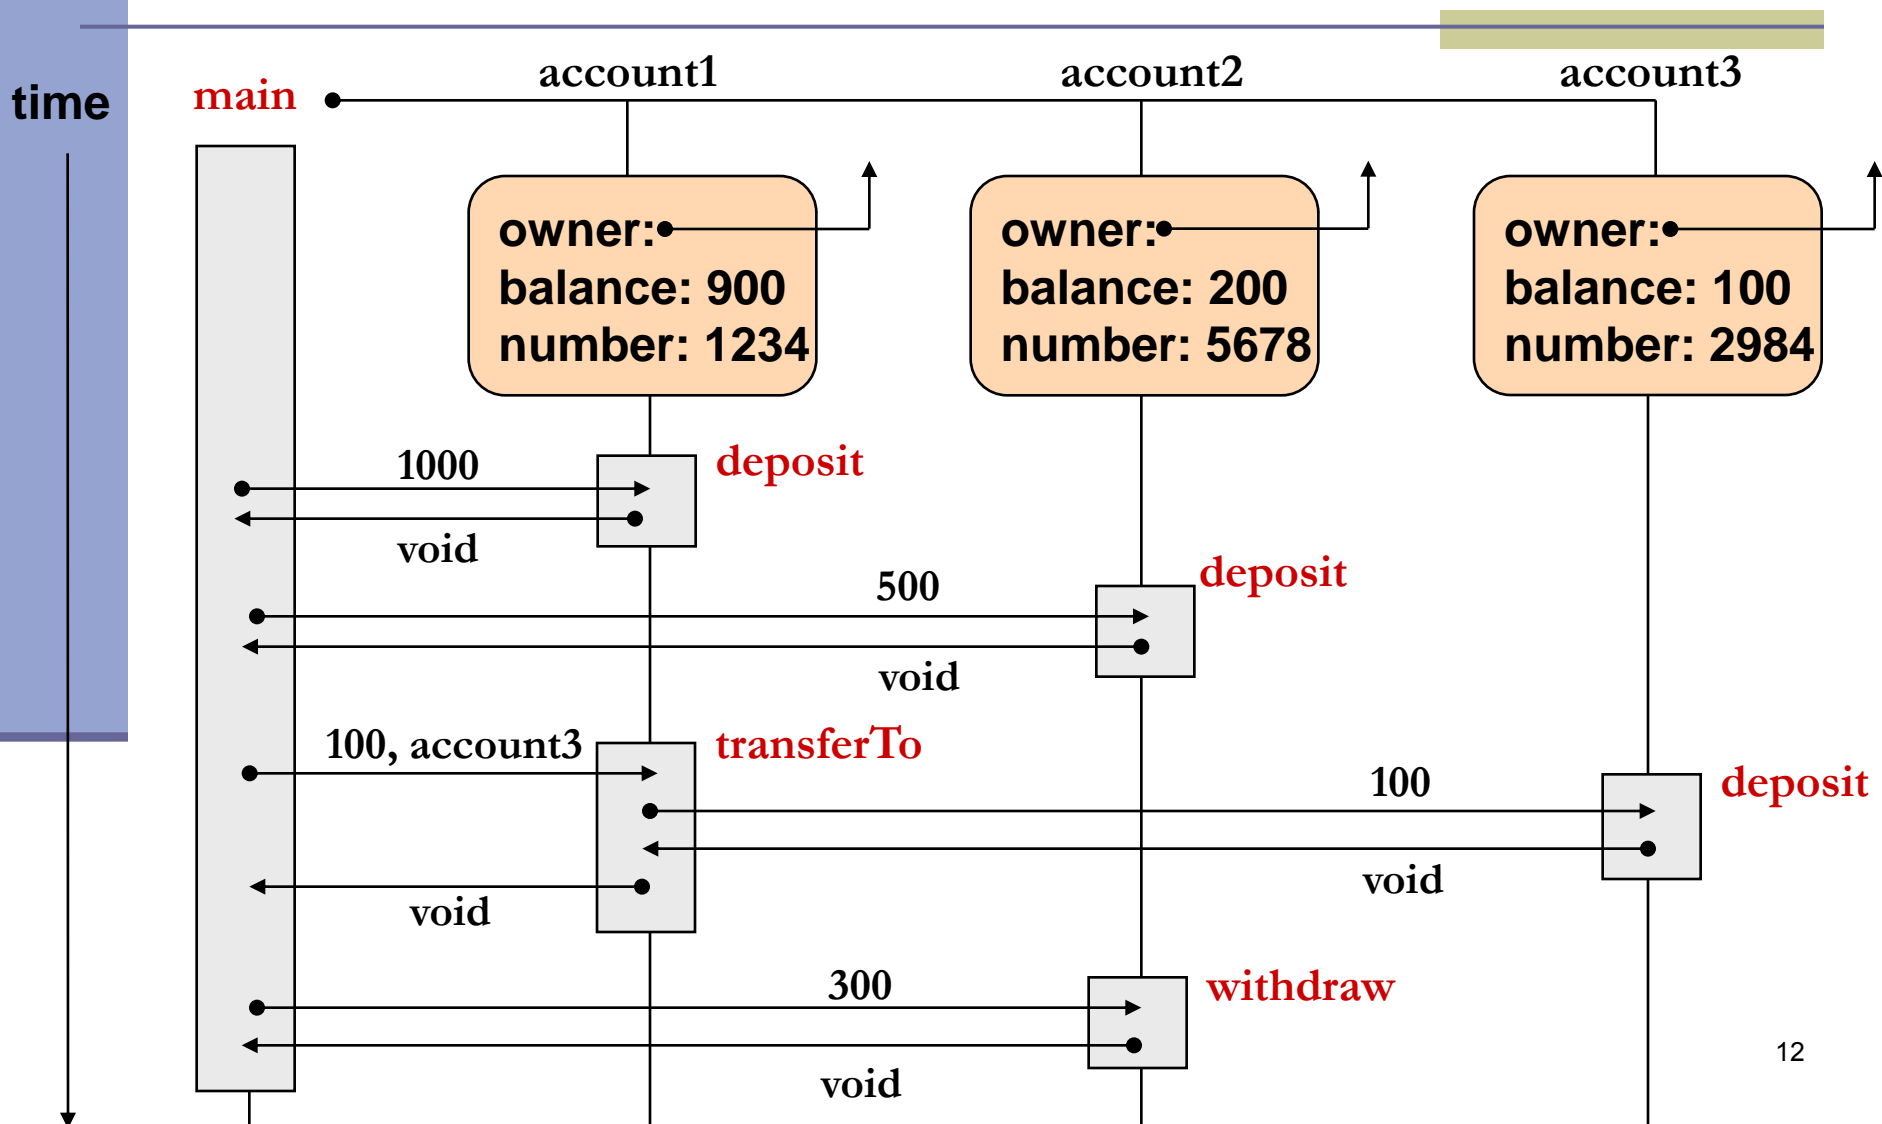 time
main
account1
account2
account3
owner:
balance: 900
number: 1234
owner:
balance: 200
number: 5678
owner:
balance: 100
number: 2984
1000
deposit
void
500
deposit
void
100, account3
transferTo
100
deposit
void
void
300
withdraw
void
12